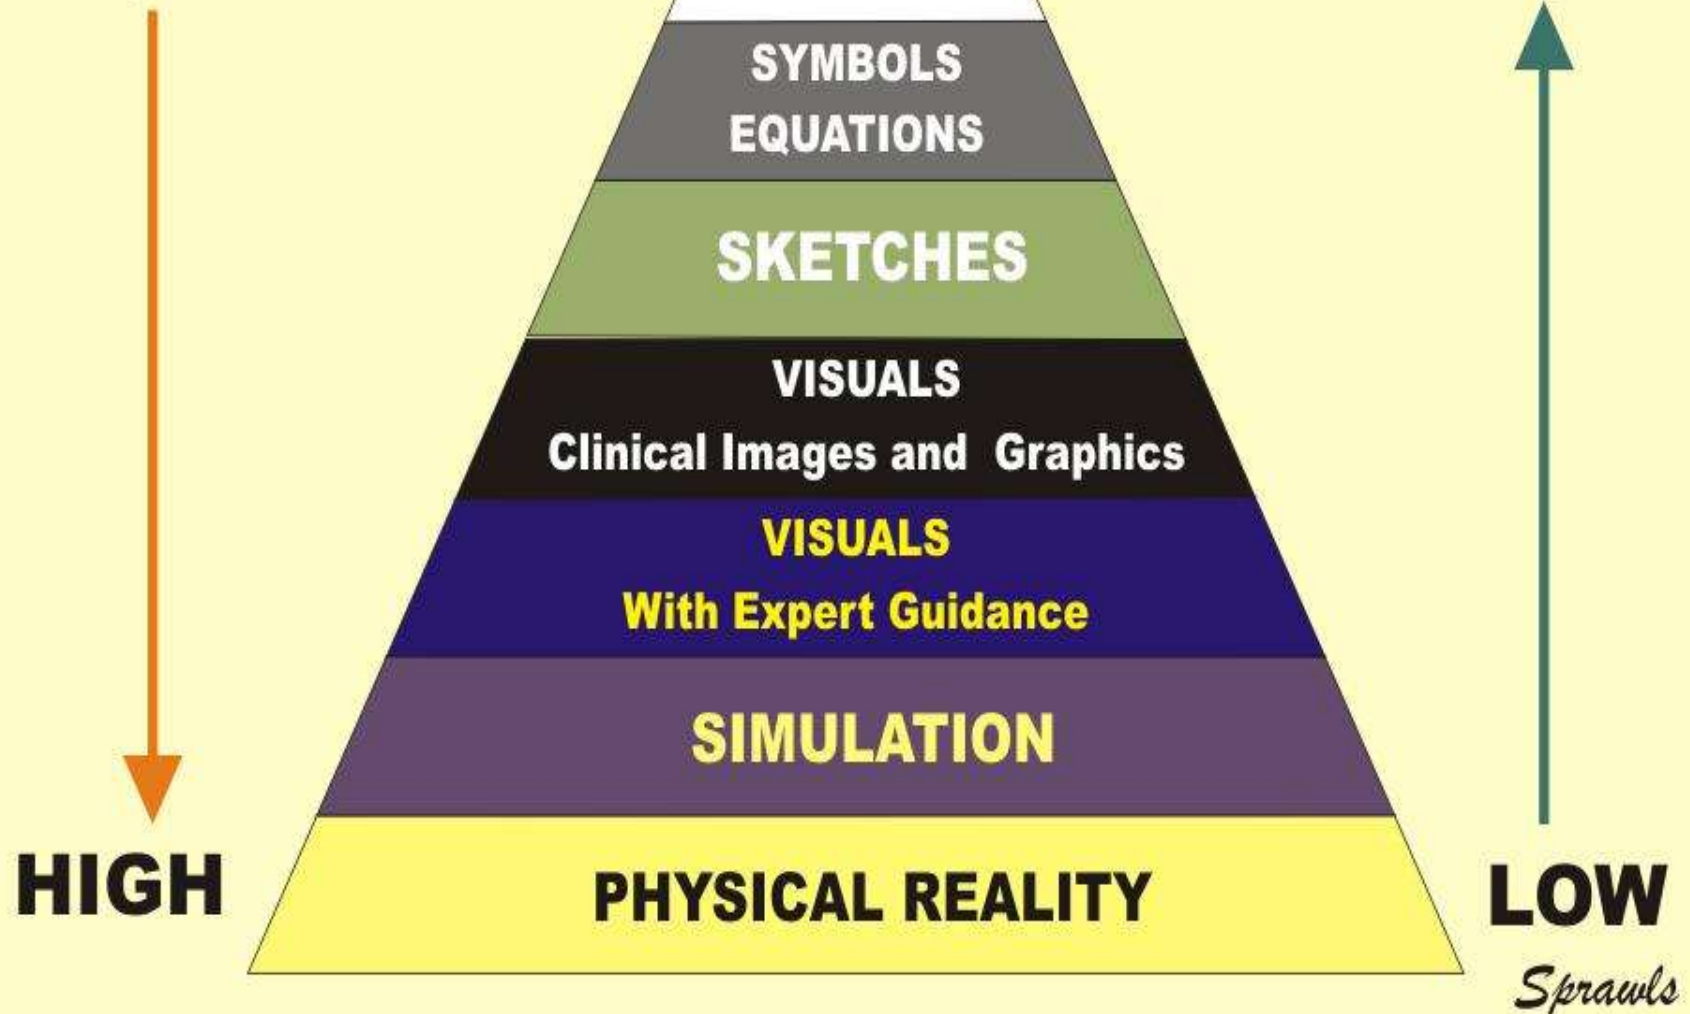 SYMBOLS
EQUATIONS
SKETCHES
VISUALS
Clinical Images and Graphics
VISUALS
With Expert Guidance
SIMULATION
PHYSICAL REALITY
HIGH
LOW
Sprawls